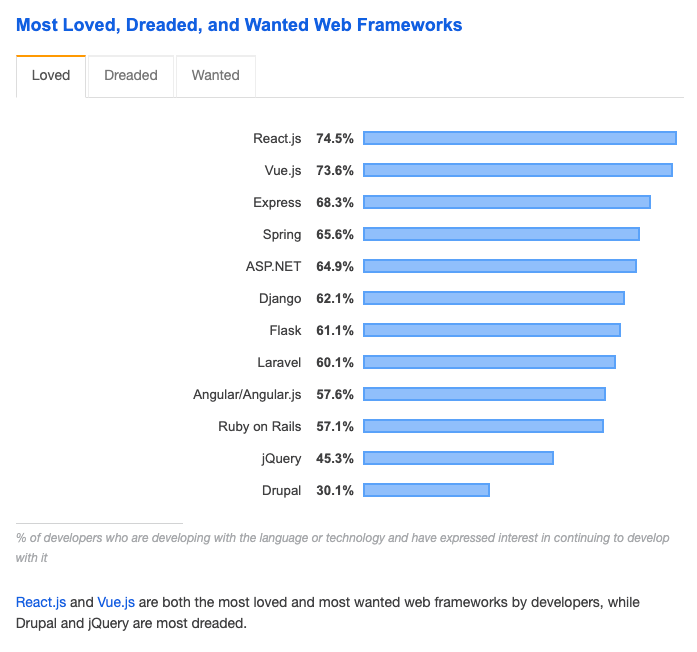 Most Loved, Dreaded, and Wanted Web Frameworks
Loved Dreaded Wanted
React.js 74.5%
Vue.js 73.6%
Express 68.3%
Spring 65.6%
ASP.NET 64.9%
Django 62.1%
Flask 61.1%
Laravel 60.1%
Angular/Angular.js 57.6%
Ruby on Rails 57.1%
jQuery 45.3%
Drupal 30.1%
% of developers who are developing with the language or technology and have expressed interest in continuing to develop
with it
React.js and Vue.js are both the most loved and most wanted web frameworks by developers, while
Drupal and jQuery are most dreaded.